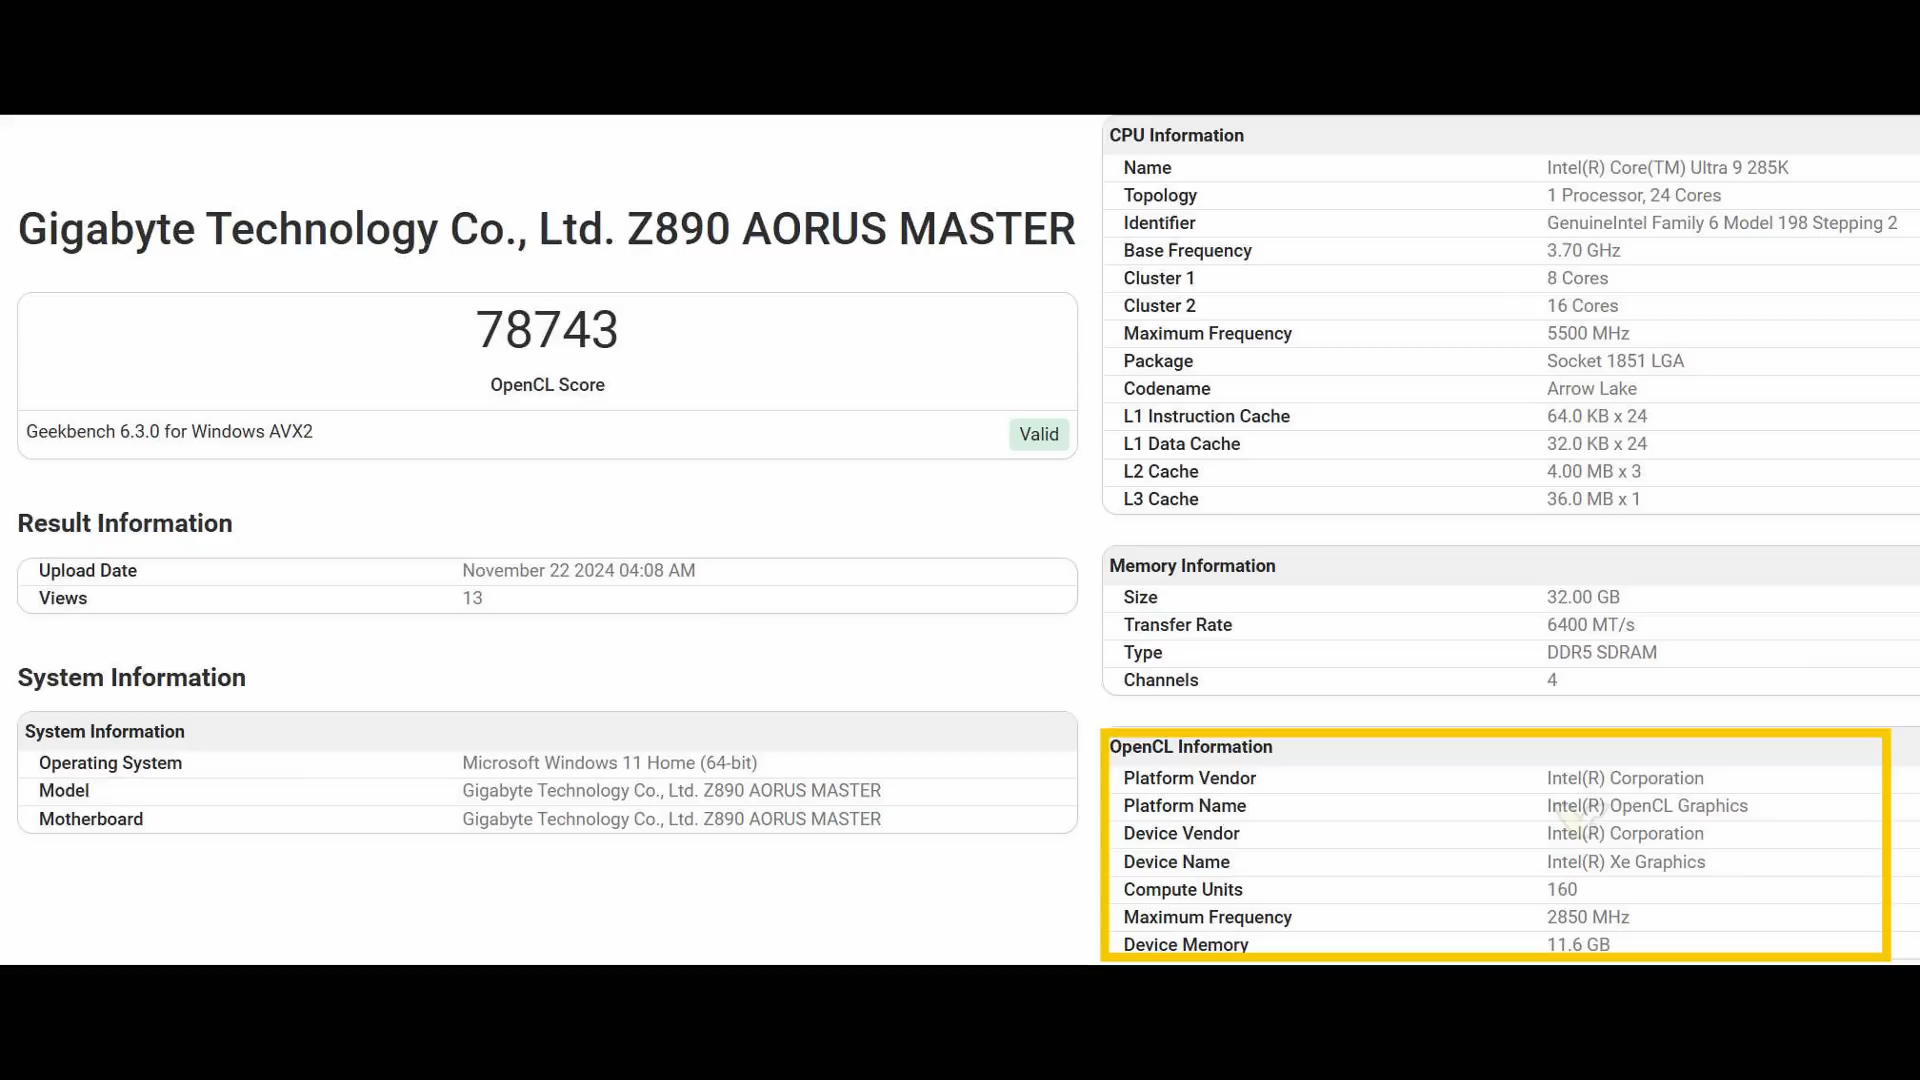 Gigabyte Technology Co., Ltd. Z890 AORUS MASTER
78743
OpenCL Score
Geekbench 6.3.0 for Windows AVX2
Valid
Result Information
Upload Date November 22 2024 04:08 AM
Views 13
System Information
System Information
Operating System Microsoft Windows 11 Home (64-bit)
Model Gigabyte Technology Co., Ltd. Z890 AORUS MASTER
Motherboard Gigabyte Technology Co., Ltd. Z890 AORUS MASTER
CPU Information
Name Intel(R) Core(TM) Ultra 9 285K
Topology 1 Processor, 24 Cores
Identifier GenuineIntel Family 6 Model 198 Stepping 2
Base Frequency 3.70 GHz
Cluster 1 8 Cores
Cluster 2 16 Cores
Maximum Frequency 5500 MHz
Package Socket 1851 LGA
Codename Arrow Lake
L1 Instruction Cache 64.0 KB x 24
L1 Data Cache 32.0 KB x 24
L2 Cache 4.00 MB x 3
L3 Cache 36.0 MB x 1
Memory Information
Size 32.00 GB
Transfer Rate 6400 MT/s
Type DDR5 SDRAM
Channels 4
OpenCL Information
Platform Vendor Intel(R) Corporation
Platform Name Intel(R) OpenCL Graphics
Device Vendor Intel(R) Corporation
Device Name Intel(R) Xe Graphics
Compute Units 160
Maximum Frequency 2850 MHz
Device Memory 11.6 GB